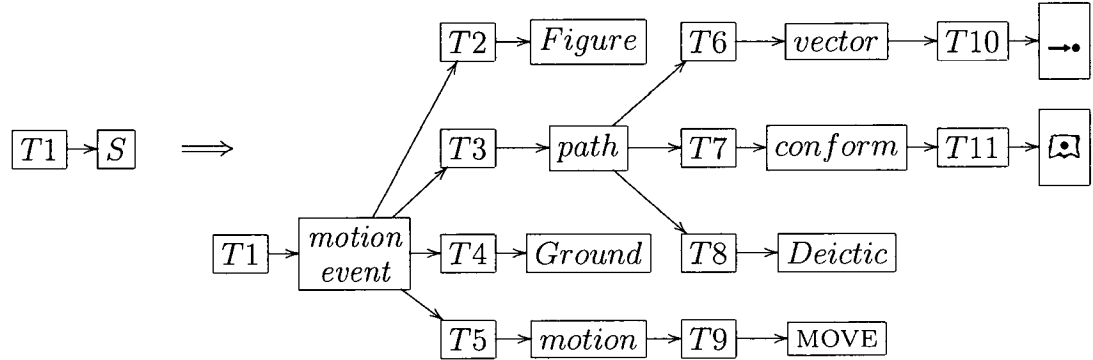 T2 Figure T6 vector T10
T1 S T3 path T7 conform T11
T1 motion event T4 Ground T8 Deictic
T5 motion T9 MOVE